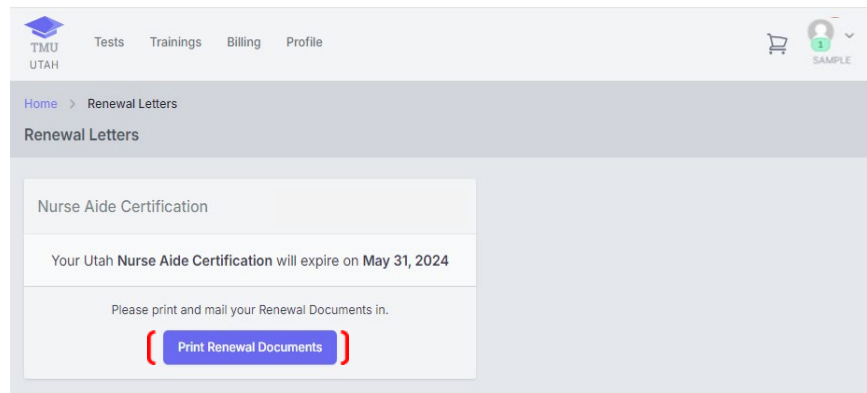 TMU
UTAH
Tests Trainings Billing Profile
1
SAMPLE
Home > Renewal Letters
Renewal Letters
Nurse Aide Certification
Your Utah Nurse Aide Certification will expire on May 31, 2024
Please print and mail your Renewal Documents in.
Print Renewal Documents